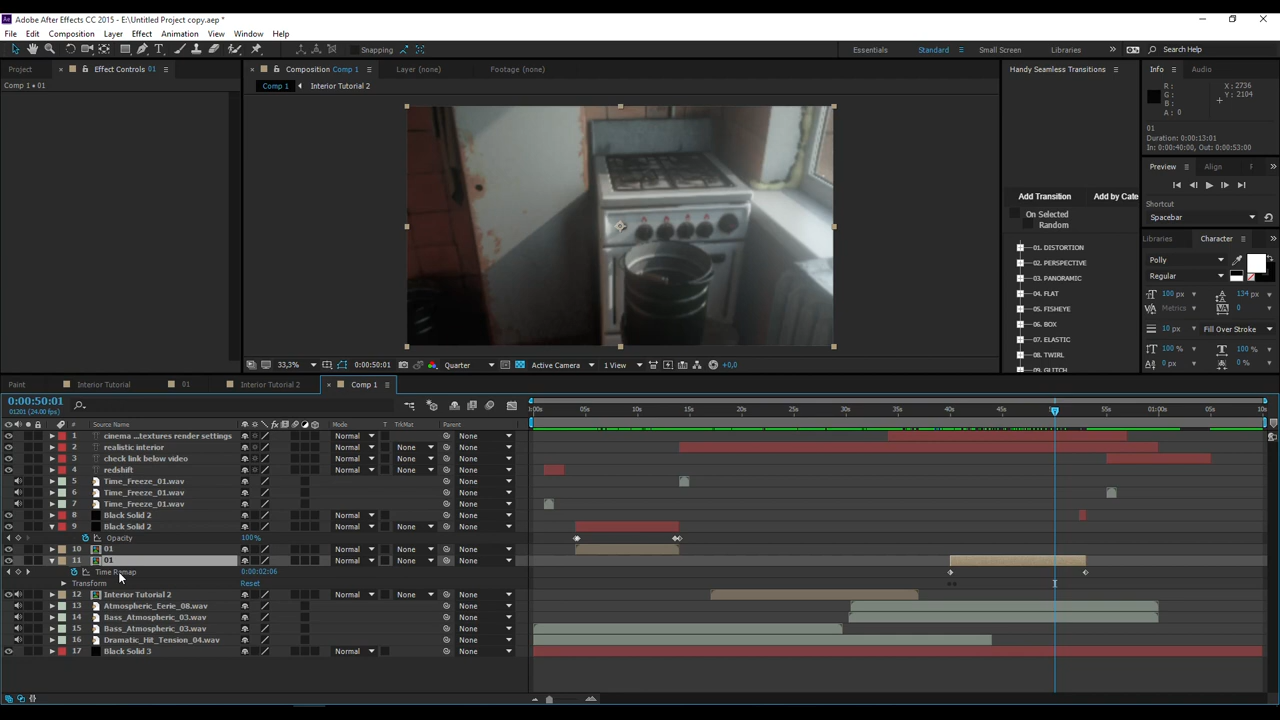 Adobe After Effects CC 2015 - E:\Untitled Project copy.aep *
File Edit Composition Layer Effect Animation View Window Help
Snapping
Essentials Standard Small Screen Libraries Search Help
Project Effect Controls 01
Comp 1 • 01
Composition Comp 1 Layer (none) Footage (none)
Comp 1 Interior Tutorial 2
Handy Seamless Transitions
Add Transition Add by Cate
On Selected
Random
01. DISTORTION
02. PERSPECTIVE
03. PANORAMIC
04. FLAT
05. FISHEYE
06. BOX
07. ELASTIC
08. TWIRL
09. GLITCH
Info Audio
R :
G :
B :
A : 0
X : 2736
Y : 2104
01
Duration: 0:00:13:01
In: 0:00:40:00, Out: 0:00:53:00
Preview Align
Shortcut
Spacebar
Libraries Character
Polly
Regular
100 px 134 px
Metrics 0
10 px Fill Over Stroke
100 % 100 %
0 px 0 %
33,3% 0:00:50:01 Quarter Active Camera 1 View +0,0
Paint Interior Tutorial 01 Interior Tutorial 2 Comp 1
0:00:50:01
01201 (24.00 fps)
# Source Name Mode T TrkMat Parent
05s 10s 15s 20s 25s 30s 35s 40s 45s 55s 01:00s 05s 10s
1 cinema ...textures render settings Normal None
2 realistic interior Normal None None
3 check link below video Normal None None
4 redshift Normal None None
5 Time_Freeze_01.wav None
6 Time_Freeze_01.wav None
7 Time_Freeze_01.wav None
8 Black Solid 2 Normal None
9 Black Solid 2 Normal None None
Opacity 100%
10 01 Normal None None
11 01 Normal None None
Time Remap 0:00:02:06
Transform Reset
12 Interior Tutorial 2 Normal None None
13 Atmospheric_Eerie_08.wav None
14 Bass_Atmospheric_03.wav None
15 Bass_Atmospheric_03.wav None
16 Dramatic_Hit_Tension_04.wav None
17 Black Solid 3 Normal None None